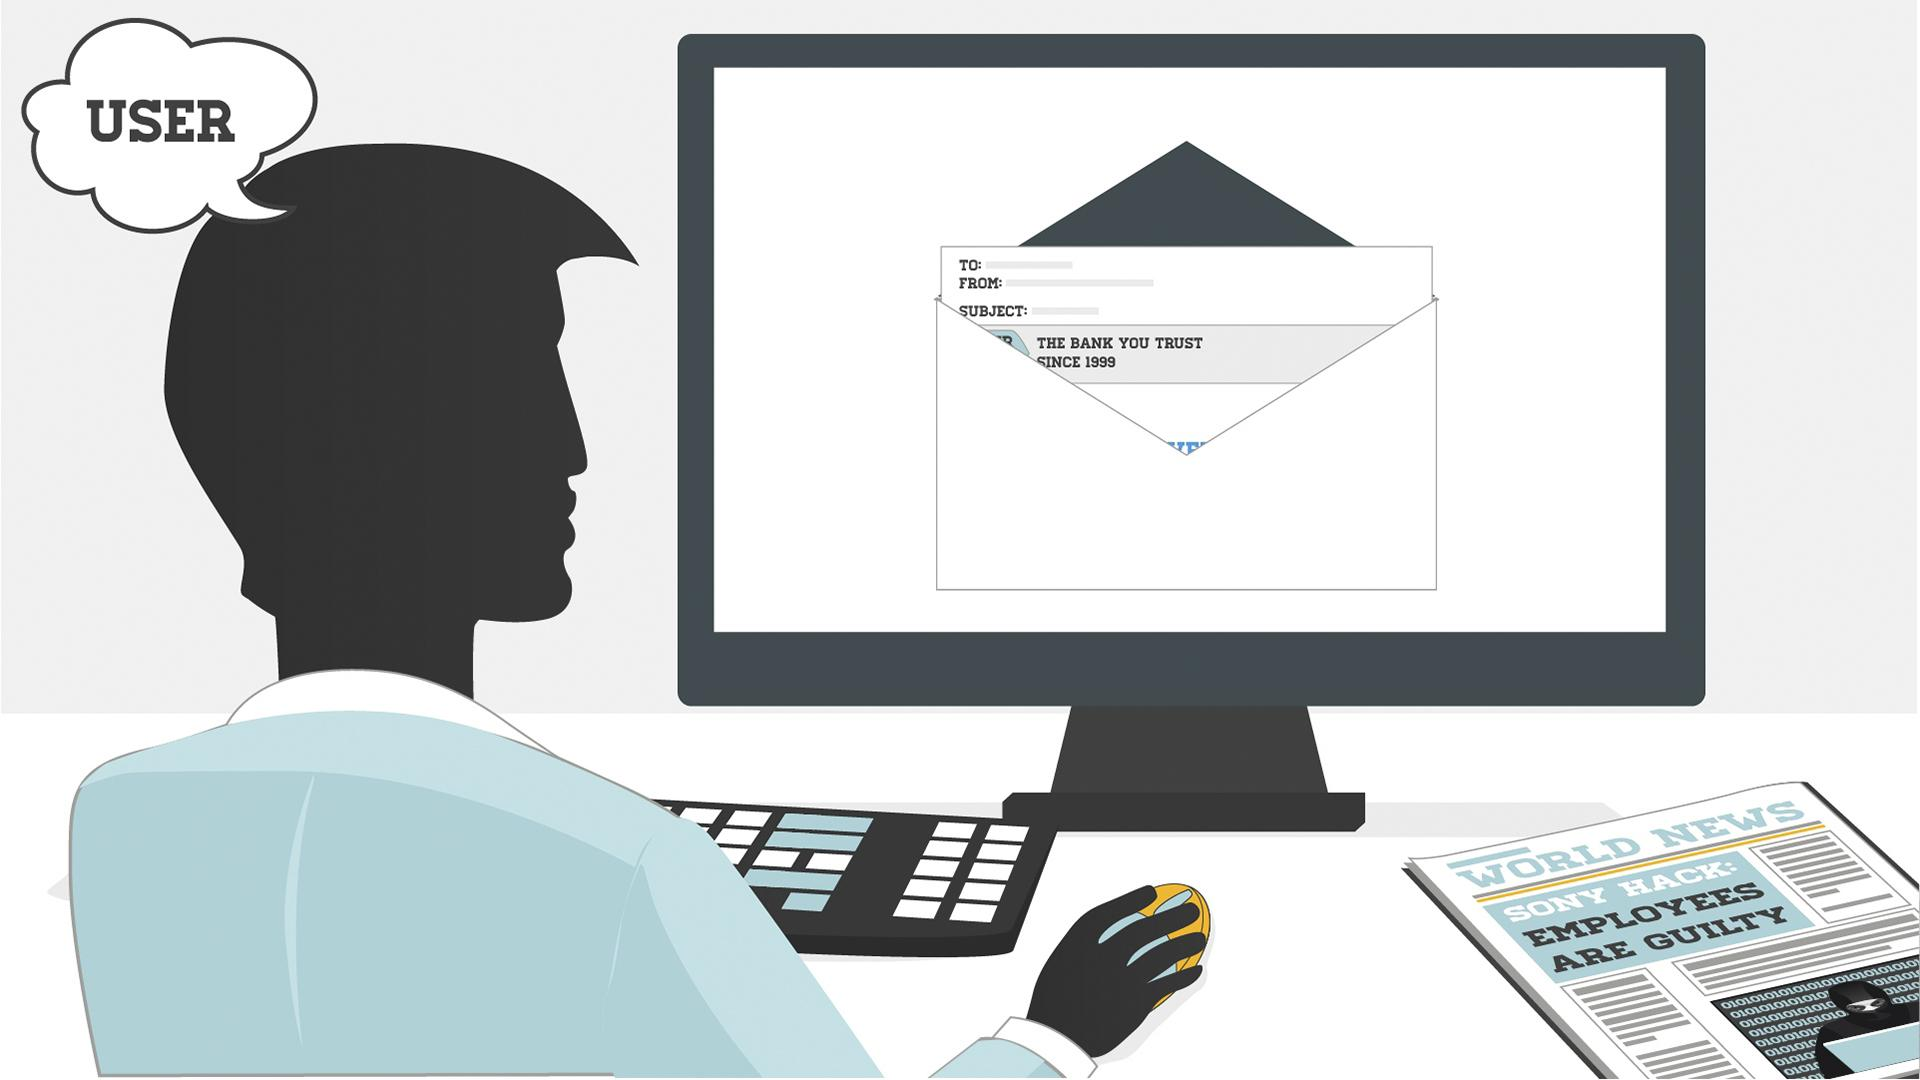 USER
TO:
FROM:
SUBJECT:
THE BANK YOU TRUST
SINCE 1999
WORLD NEWS
SONY HACK:
EMPLOYEES
ARE GUILTY